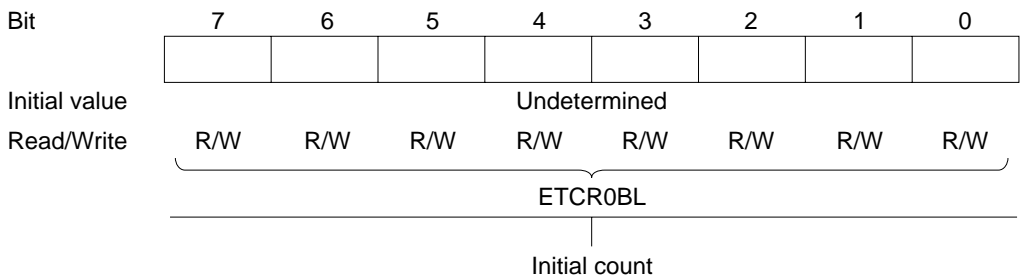 Bit 7 6 5 4 3 2 1 0
Initial value Undetermined
Read/Write R/W R/W R/W R/W R/W R/W R/W R/W
ETCR0BL
Initial count